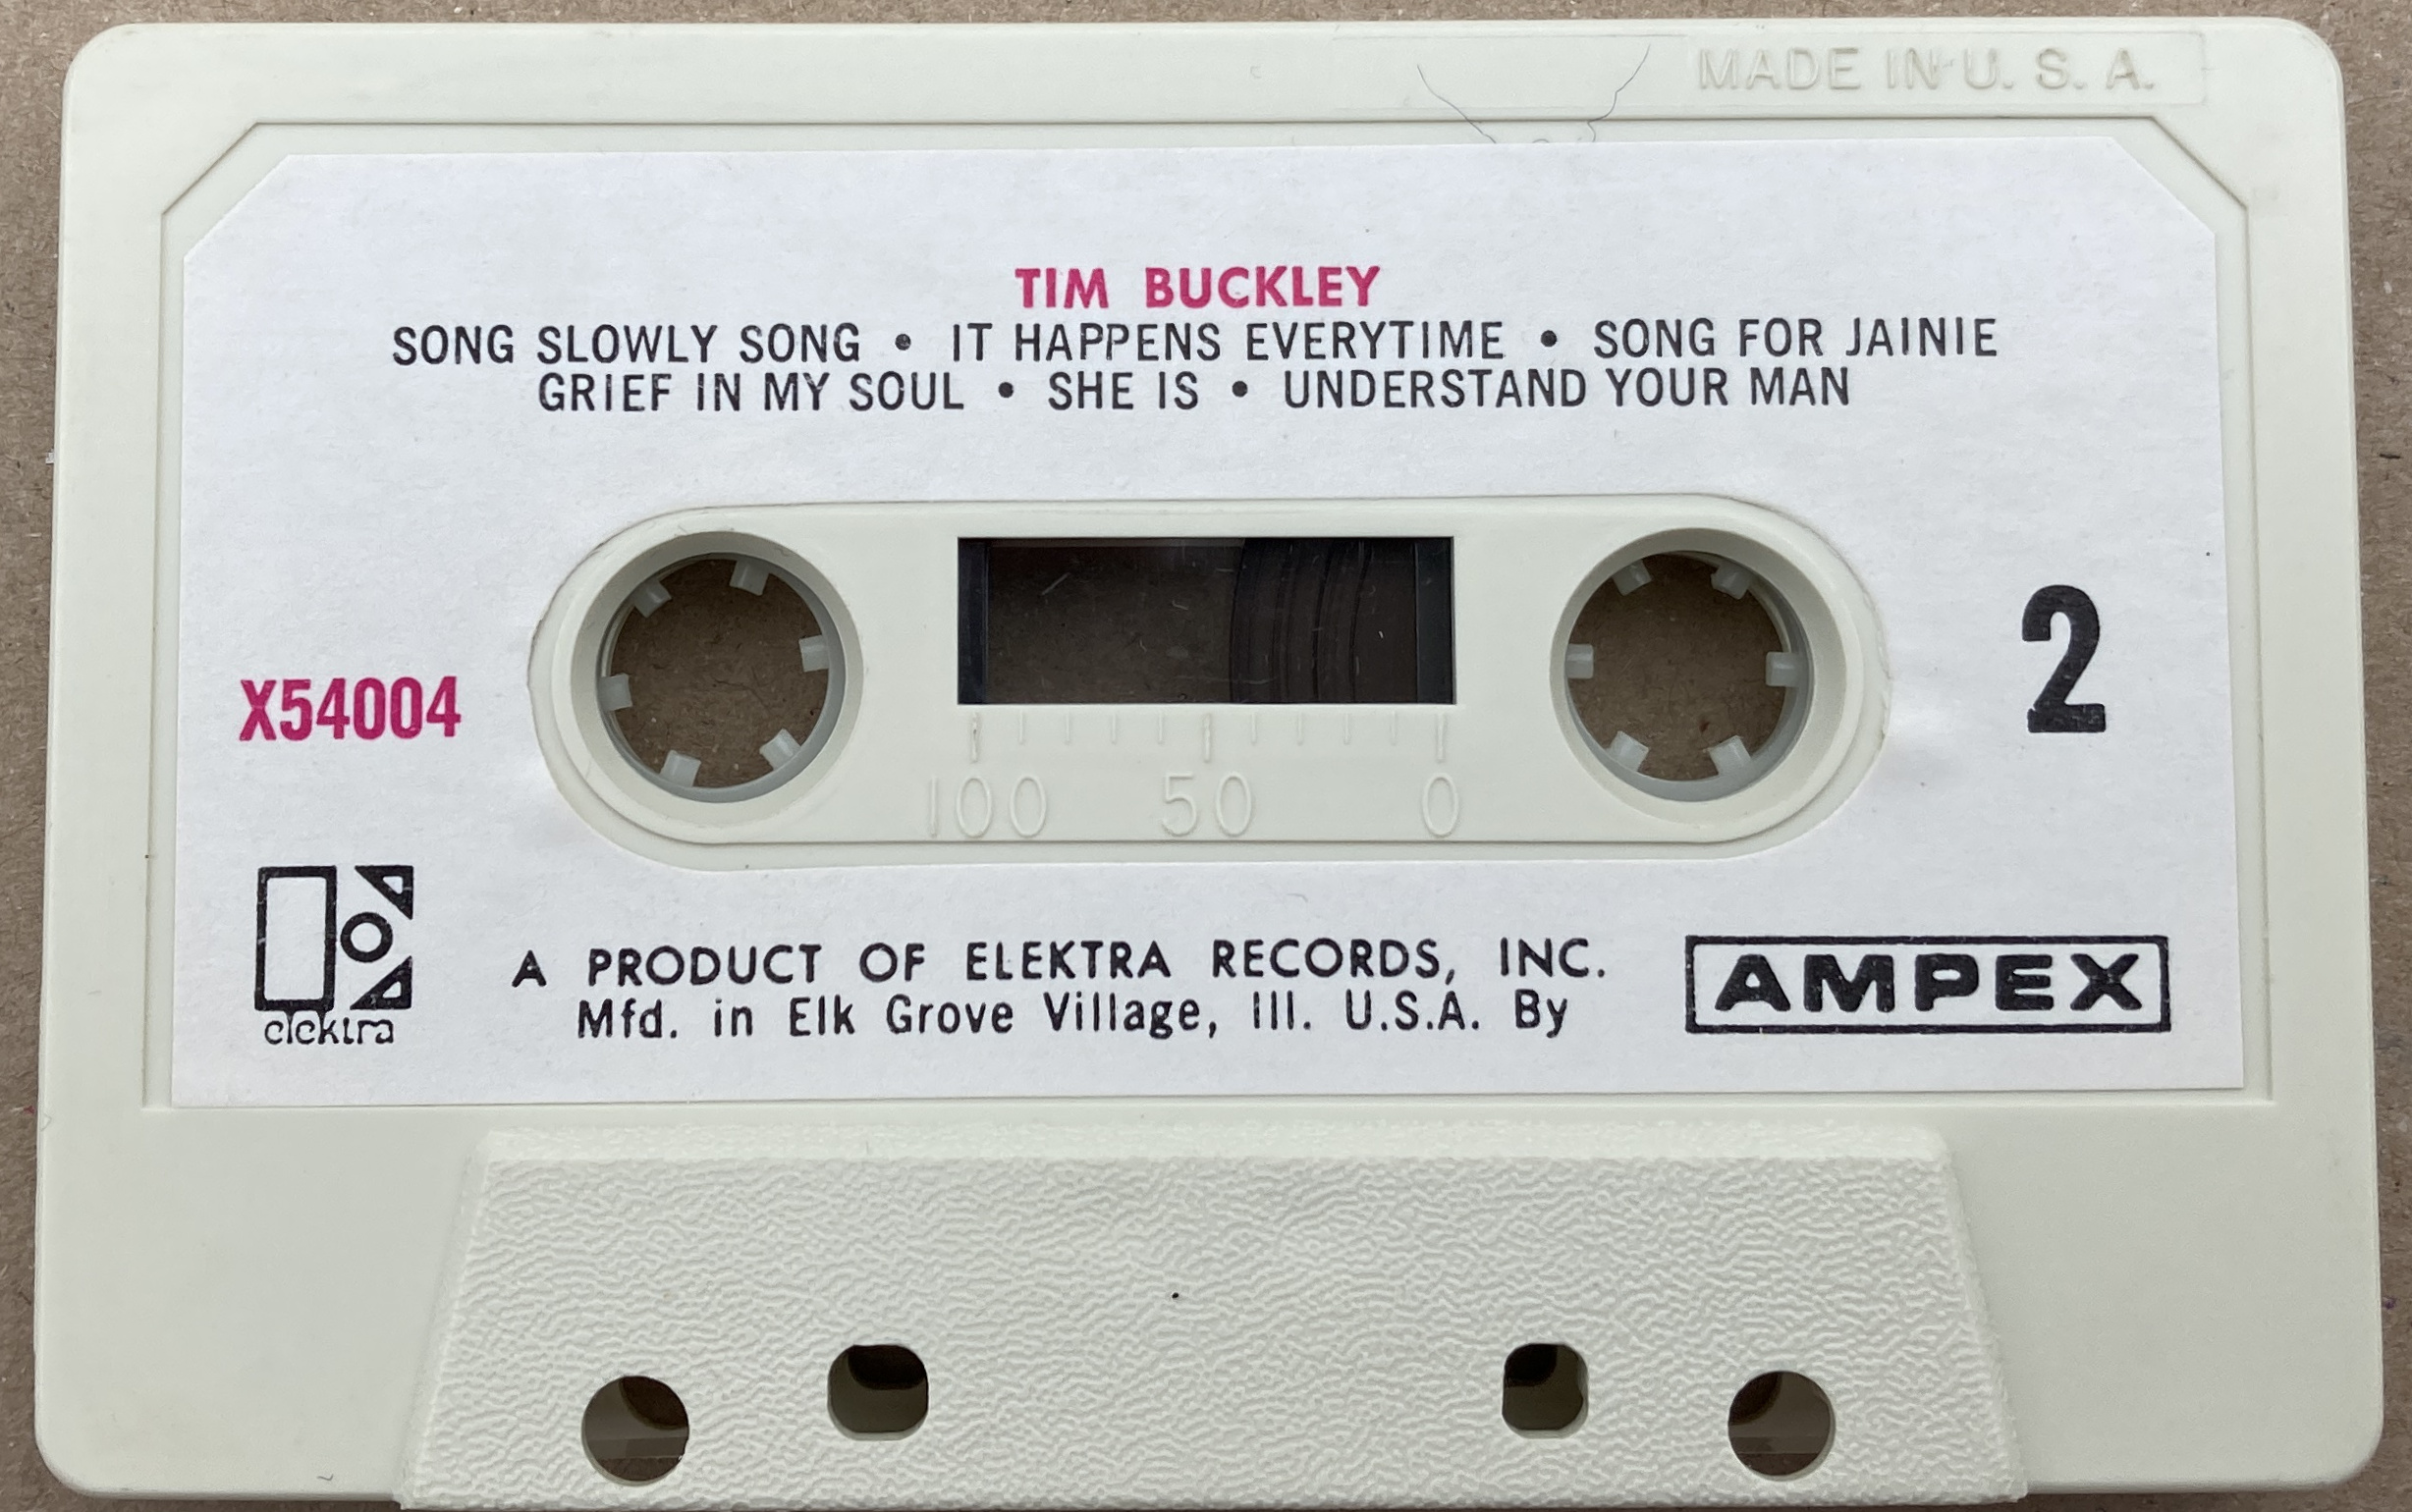 MADE IN U. S. A.
TIM BUCKLEY
SONG SLOWLY SONG • IT HAPPENS EVERYTIME • SONG FOR JAINIE
GRIEF IN MY SOUL • SHE IS • UNDERSTAND YOUR MAN
X54004
2
100 50 0
elektra
A PRODUCT OF ELEKTRA RECORDS, INC.
Mfd. in Elk Grove Village, Ill. U.S.A. By
AMPEX